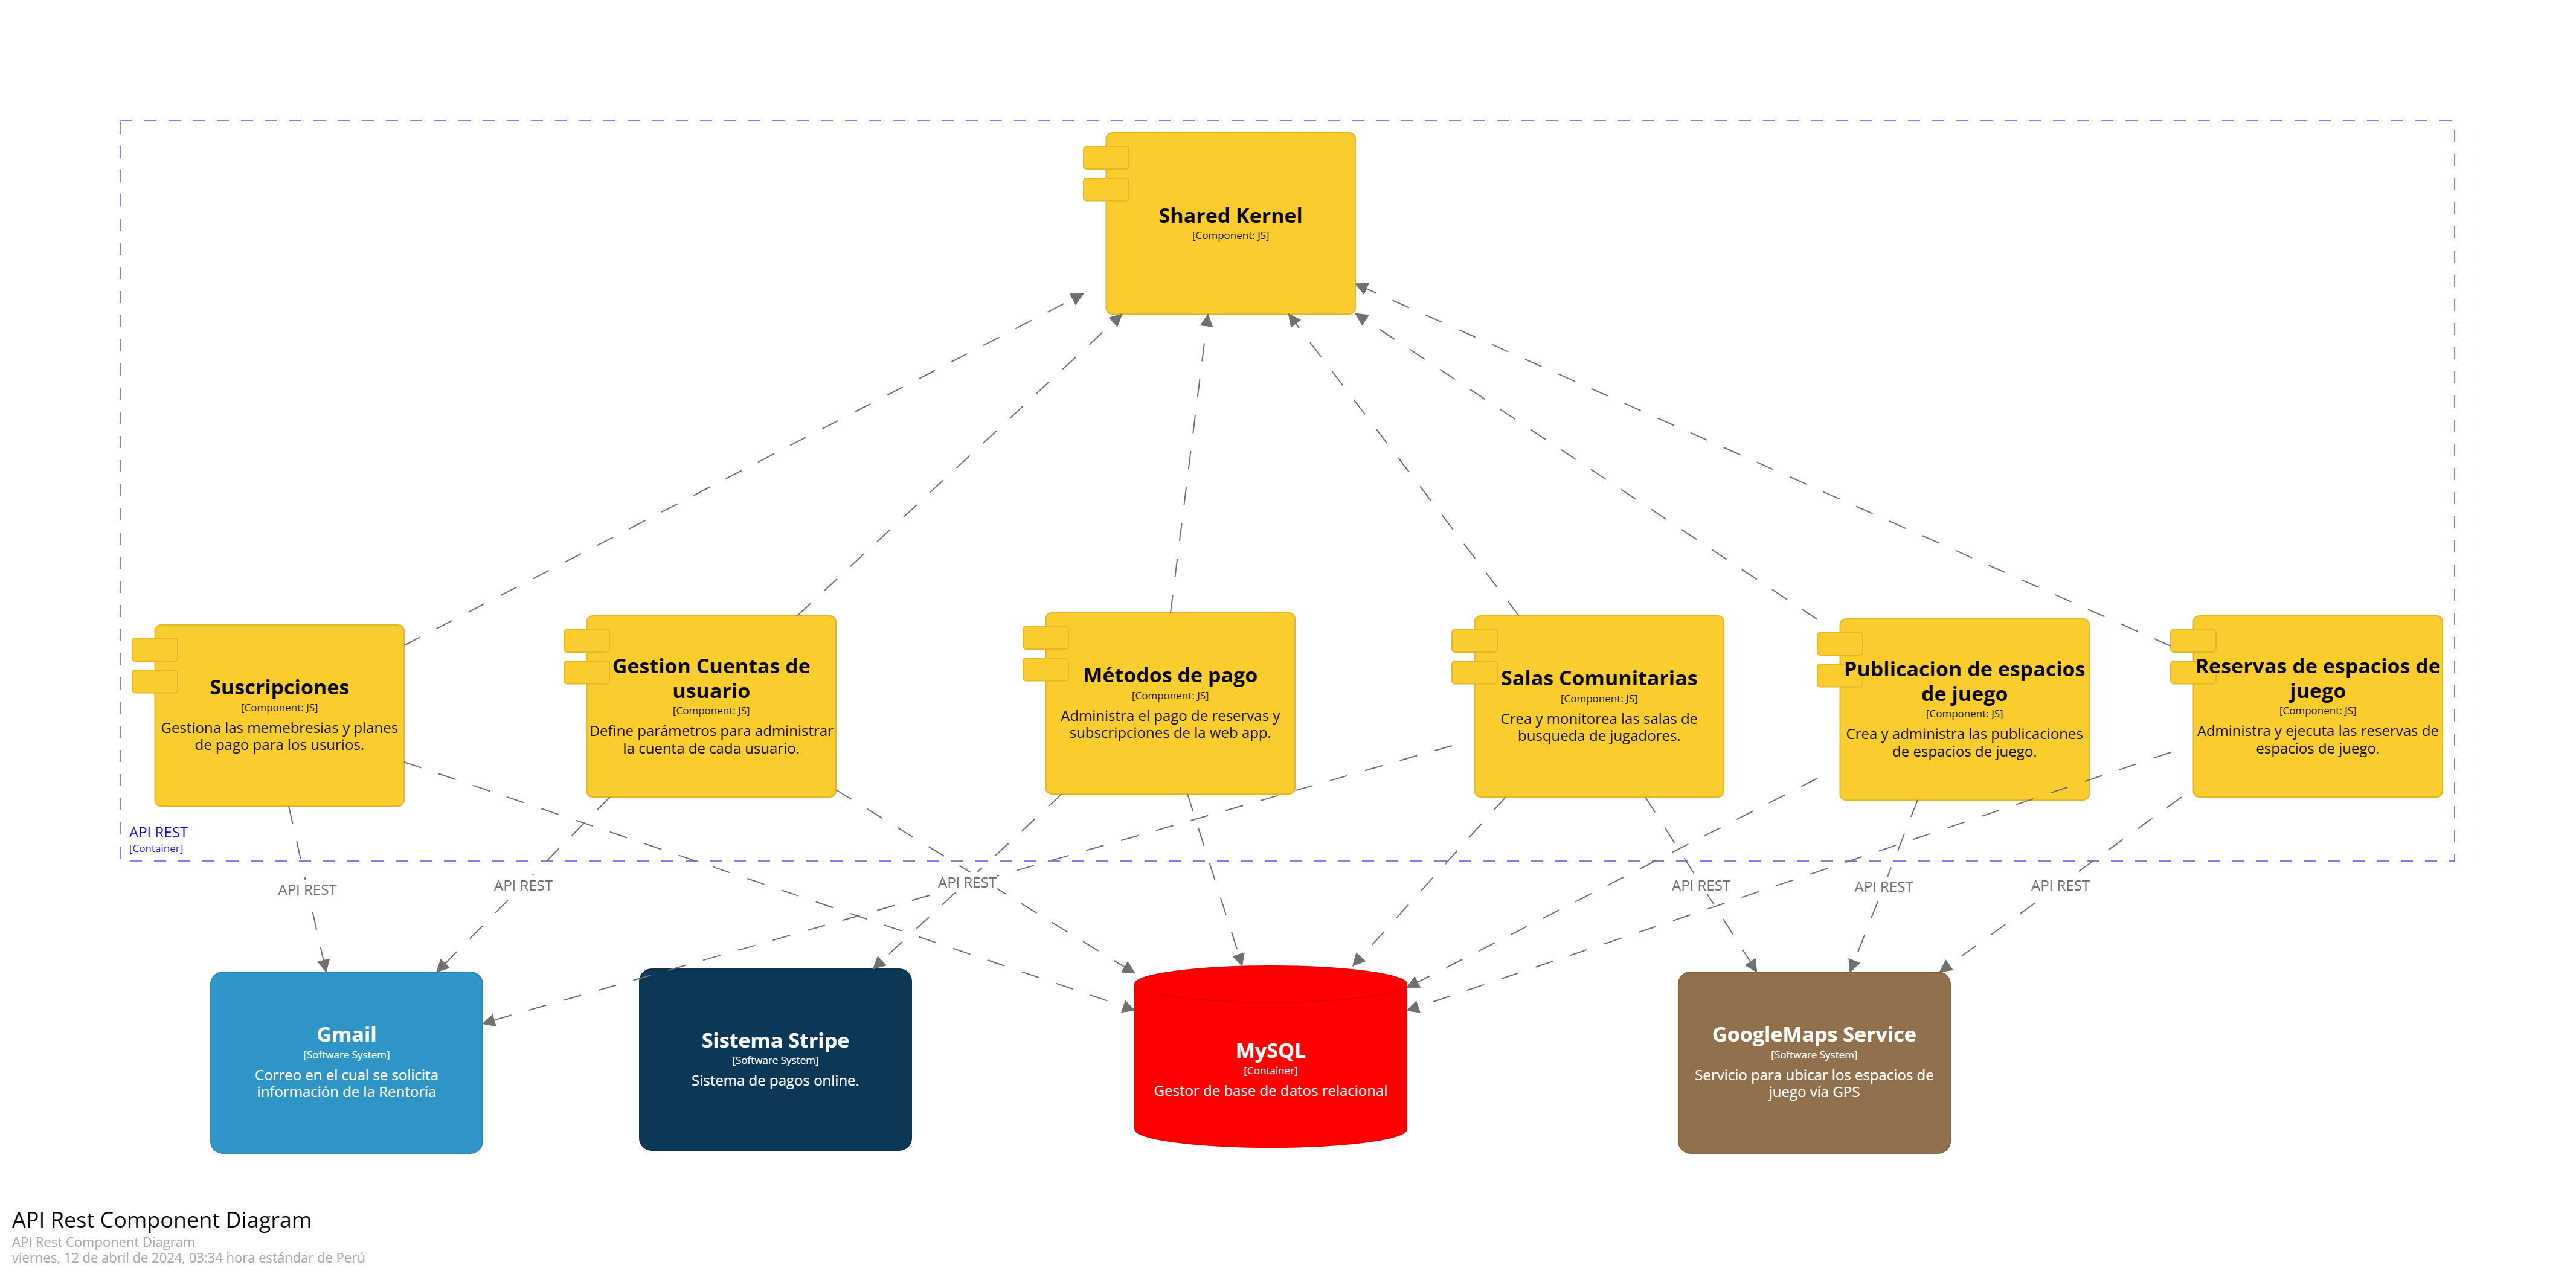 Shared Kernel
[Component: JS]
Suscripciones
[Component: JS]
Gestiona las memebresias y planes
de pago para los usurios.
Gestion Cuentas de
usuario
[Component: JS]
Define parámetros para administrar
la cuenta de cada usuario.
Métodos de pago
[Component: JS]
Administra el pago de reservas y
subscripciones de la web app.
Salas Comunitarias
[Component: JS]
Crea y monitorea las salas de
busqueda de jugadores.
Publicacion de espacios
de juego
[Component: JS]
Crea y administra las publicaciones
de espacios de juego.
Reservas de espacios de
juego
[Component: JS]
Administra y ejecuta las reservas de
espacios de juego.
API REST
[Container]
API REST
API REST
API REST
API REST
API REST
API REST
Gmail
[Software System]
Correo en el cual se solicita
información de la Rentoría
Sistema Stripe
[Software System]
Sistema de pagos online.
MySQL
[Container]
Gestor de base de datos relacional
GoogleMaps Service
[Software System]
Servicio para ubicar los espacios de
juego vía GPS
API Rest Component Diagram
API Rest Component Diagram
viernes, 12 de abril de 2024, 03:34 hora estándar de Perú